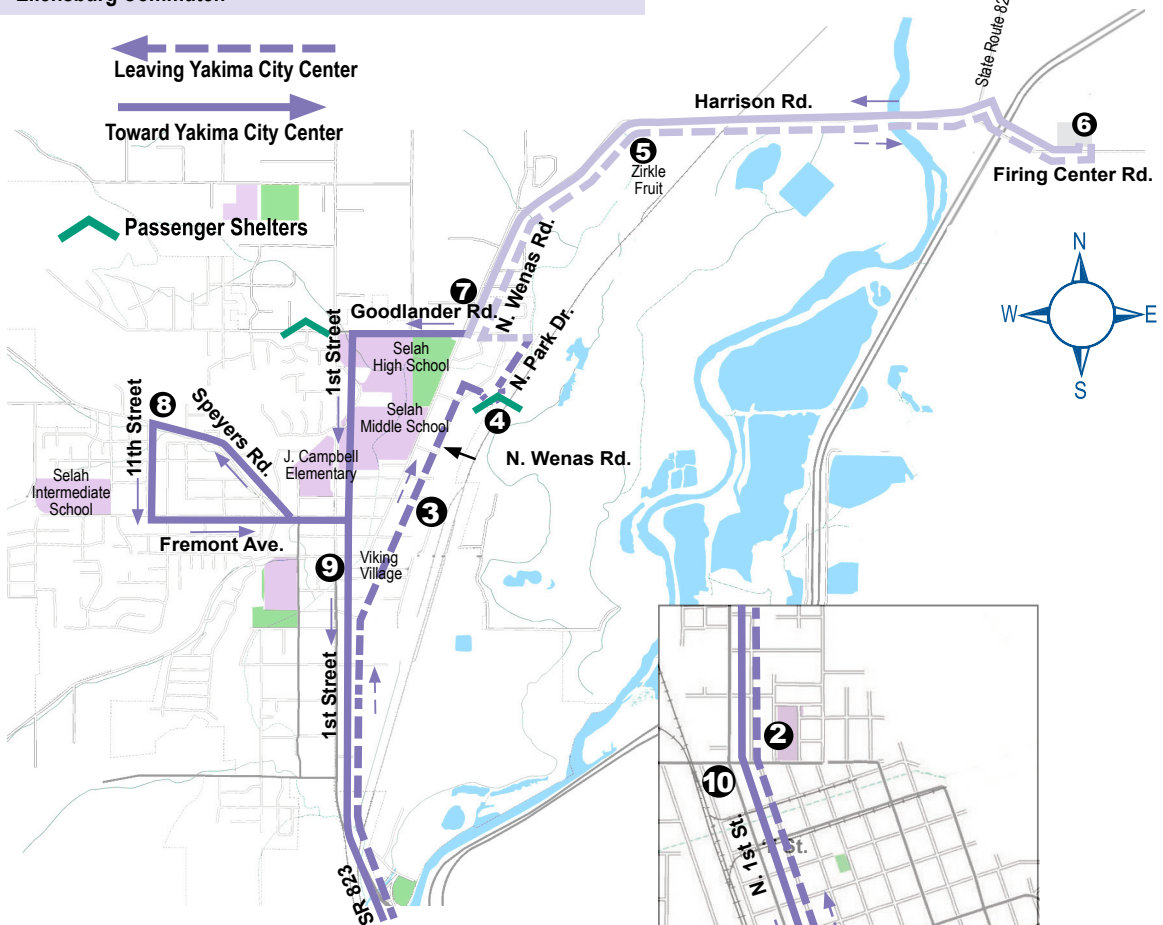 Leaving Yakima City Center
Toward Yakima City Center
Passenger Shelters
State Route 82
Harrison Rd.
6
Firing Center Rd.
5
Zirkle
Fruit
N
W
E
S
N. Wenas Rd.
7
Goodlander Rd.
N. Park Dr.
1st Street
Selah
High School
Selah
Middle School
4
N. Wenas Rd.
8
Speyers Rd.
11th Street
J. Campbell
Elementary
Selah
Intermediate
School
3
Fremont Ave.
9
Viking
Village
1st Street
SR 823
2
10
N. 1st St.
St.